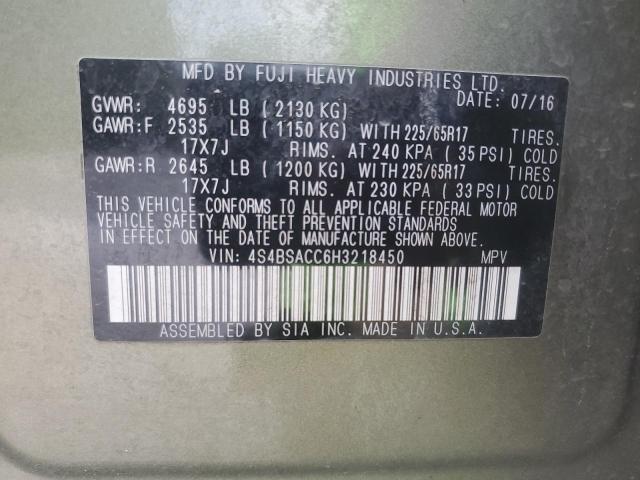 MFD BY FUJI HEAVY INDUSTRIES LTD.
DATE: 07/16
GVWR: 4695 LB ( 2130 KG)
GAWR:F 2535 LB ( 1150 KG) WITH 225/65R17 TIRES.
17X7J RIMS. AT 240 KPA ( 35 PSI) COLD
GAWR:R 2645 LB ( 1200 KG) WITH 225/65R17 TIRES.
17X7J RIMS. AT 230 KPA ( 33 PSI) COLD
THIS VEHICLE CONFORMS TO ALL APPLICABLE FEDERAL MOTOR
VEHICLE SAFETY AND THEFT PREVENTION STANDARDS
IN EFFECT ON THE DATE OF MANUFACTURE SHOWN ABOVE.
VIN: 4S4BSACC6H3218450 MPV
ASSEMBLED BY SIA INC. MADE IN U.S.A.